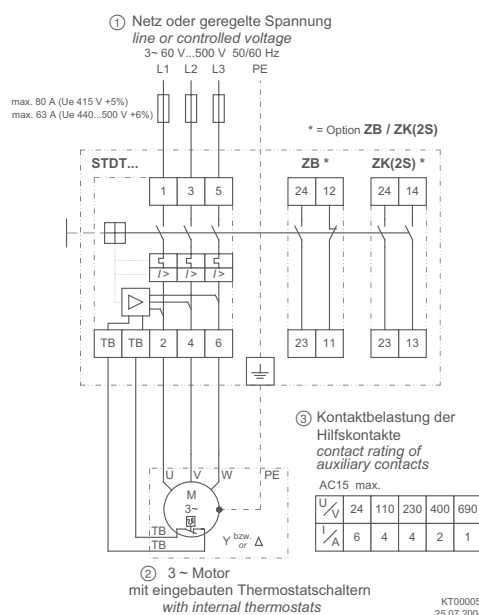 ① Netz oder geregelte Spannung
line or controlled voltage
3~ 60 V...500 V 50/60 Hz
L1 L2 L3 PE
max. 80 A (Ue 415 V +5%)
max. 63 A (Ue 440...500 V +6%)
* = Option ZB / ZK(2S)
STDT... ZB * ZK(2S) *
1 3 5 24 12 24 14
I> I> I>
TB TB 2 4 6 23 11 23 13
③ Kontaktbelastung der
Hilfskontakte
contact rating of
auxiliary contacts
AC15 max.
U/V 24 110 230 400 690
I/A 6 4 4 2 1
U V W PE
M
3~
TB
TB
Y bzw. or Δ
② 3 ~ Motor
mit eingebauten Thermostatschaltern
with internal thermostats